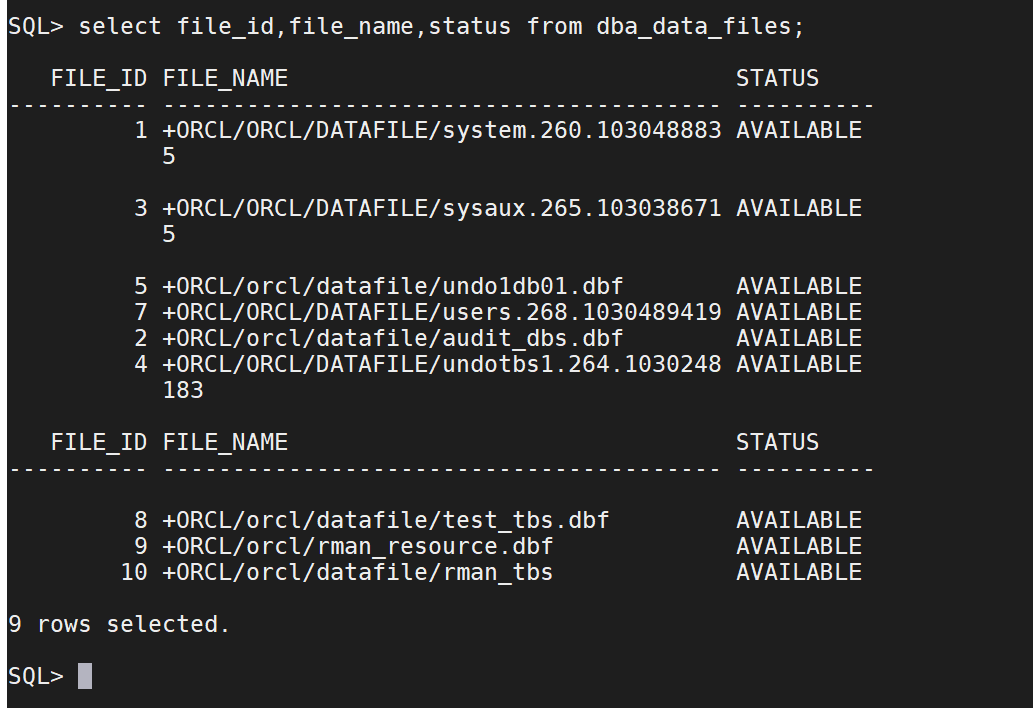 SQL> select file_id,file_name,status from dba_data_files;
FILE_ID FILE_NAME STATUS
---------- ---------------------------------------- ----------
1 +ORCL/ORCL/DATAFILE/system.260.103048883 AVAILABLE
5
3 +ORCL/ORCL/DATAFILE/sysaux.265.103038671 AVAILABLE
5
5 +ORCL/orcl/datafile/undo1db01.dbf AVAILABLE
7 +ORCL/ORCL/DATAFILE/users.268.1030489419 AVAILABLE
2 +ORCL/orcl/datafile/audit_dbs.dbf AVAILABLE
4 +ORCL/ORCL/DATAFILE/undotbs1.264.1030248 AVAILABLE
183
FILE_ID FILE_NAME STATUS
---------- ---------------------------------------- ----------
8 +ORCL/orcl/datafile/test_tbs.dbf AVAILABLE
9 +ORCL/orcl/rman_resource.dbf AVAILABLE
10 +ORCL/orcl/datafile/rman_tbs AVAILABLE
9 rows selected.
SQL>